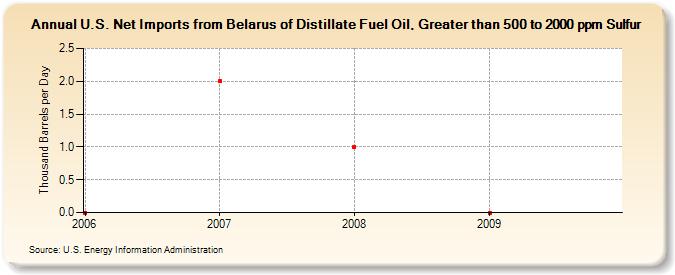 Annual U.S. Net Imports from Belarus of Distillate Fuel Oil, Greater than 500 to 2000 ppm Sulfur
Thousand Barrels per Day
2.5
2.0
1.5
1.0
0.5
0.0
2006 2007 2008 2009
Source: U.S. Energy Information Administration